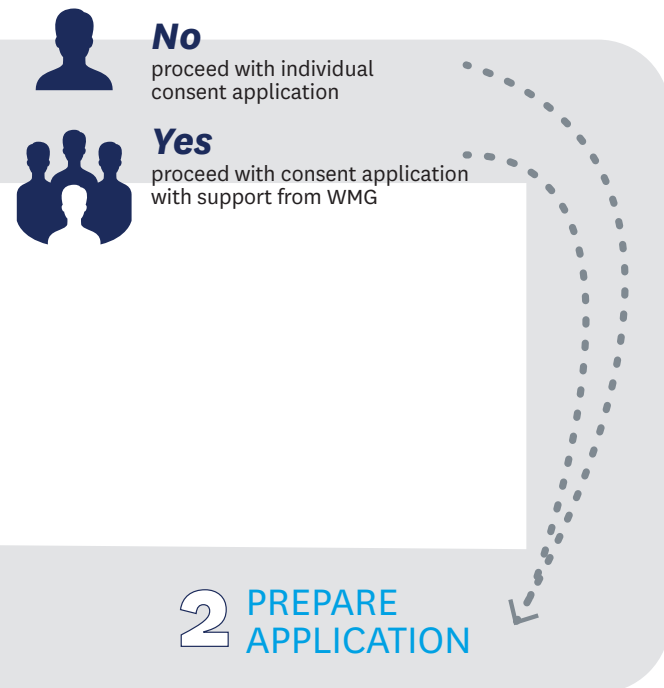 No
proceed with individual
consent application
Yes
proceed with consent application
with support from WMG
2 PREPARE
APPLICATION